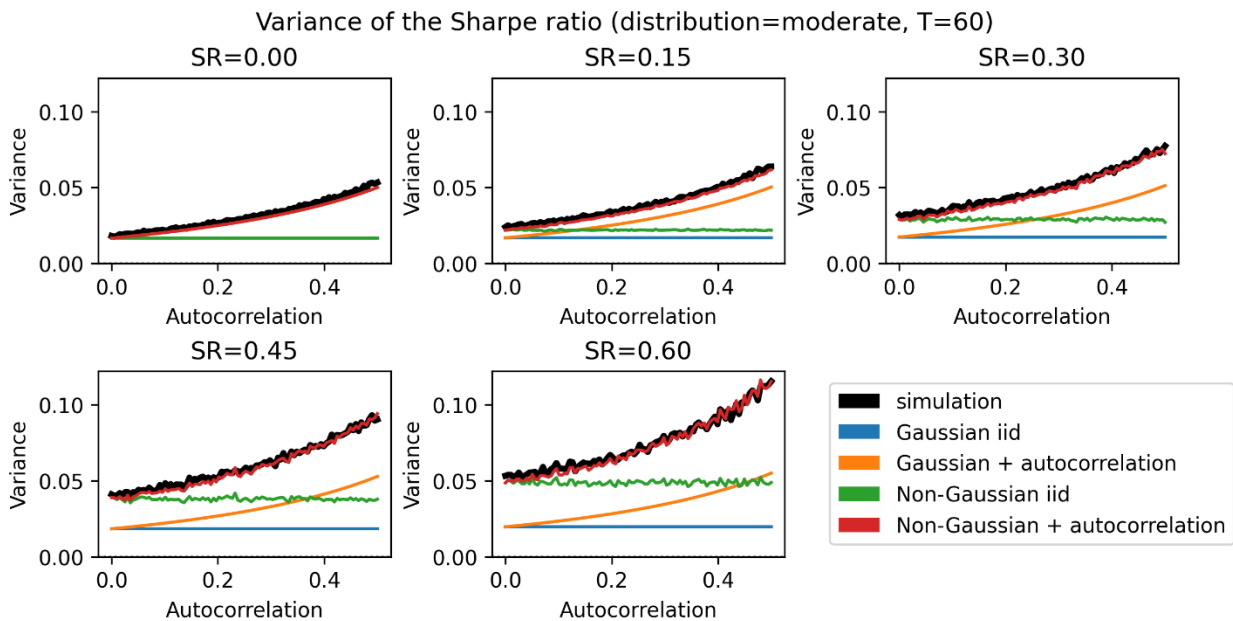 Variance of the Sharpe ratio (distribution=moderate, T=60)
SR=0.00
0.10
0.05
0.00
Variance
0.0 0.2 0.4
Autocorrelation
SR=0.15
0.10
0.05
0.00
Variance
0.0 0.2 0.4
Autocorrelation
SR=0.30
0.10
0.05
0.00
Variance
0.0 0.2 0.4
Autocorrelation
SR=0.45
0.10
0.05
0.00
Variance
0.0 0.2 0.4
Autocorrelation
SR=0.60
0.10
0.05
0.00
Variance
0.0 0.2 0.4
Autocorrelation
simulation
Gaussian iid
Gaussian + autocorrelation
Non-Gaussian iid
Non-Gaussian + autocorrelation